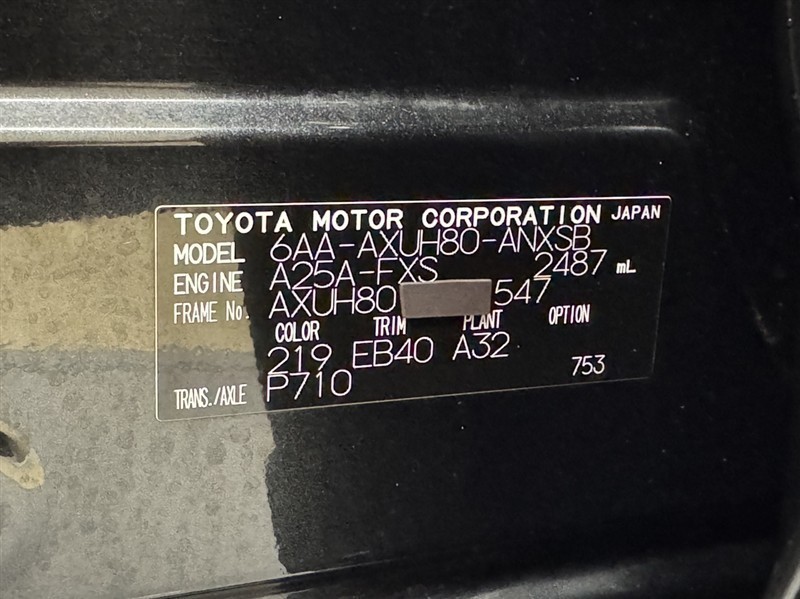 TOYOTA MOTOR CORPORATION JAPAN
MODEL 6AA-AXUH80-ANXSB
ENGINE A25A-FXS 2487 mL
FRAME No. AXUH80 547
COLOR TRIM PLANT OPTION
219 EB40 A32
TRANS./AXLE P710 753